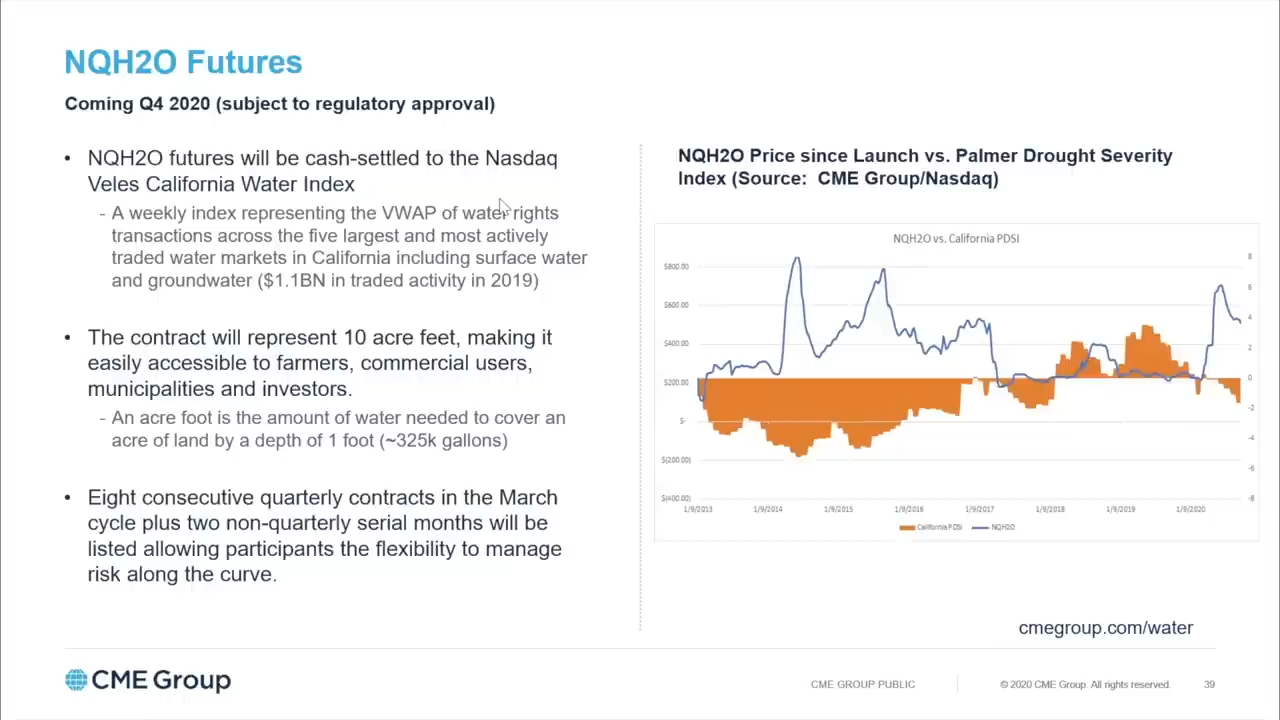 NQH2O Futures
Coming Q4 2020 (subject to regulatory approval)
• NQH2O futures will be cash-settled to the Nasdaq
Veles California Water Index
- A weekly index representing the VWAP of water rights
transactions across the five largest and most actively
traded water markets in California including surface water
and groundwater ($1.1BN in traded activity in 2019)
• The contract will represent 10 acre feet, making it
easily accessible to farmers, commercial users,
municipalities and investors.
- An acre foot is the amount of water needed to cover an
acre of land by a depth of 1 foot (~325k gallons)
• Eight consecutive quarterly contracts in the March
cycle plus two non-quarterly serial months will be
listed allowing participants the flexibility to manage
risk along the curve.
NQH2O Price since Launch vs. Palmer Drought Severity
Index (Source: CME Group/Nasdaq)
NQH2O vs. California PDSI
$800.00
$600.00
$400.00
$200.00
$-
$(200.00)
$(400.00)
8
6
4
2
0
-2
-4
-6
-8
1/9/2013 1/9/2014 1/9/2015 1/9/2016 1/9/2017 1/9/2018 1/9/2019 1/9/2020
California PDSI NQH2O
cmegroup.com/water
CME Group
CME GROUP PUBLIC
© 2020 CME Group. All rights reserved.
39